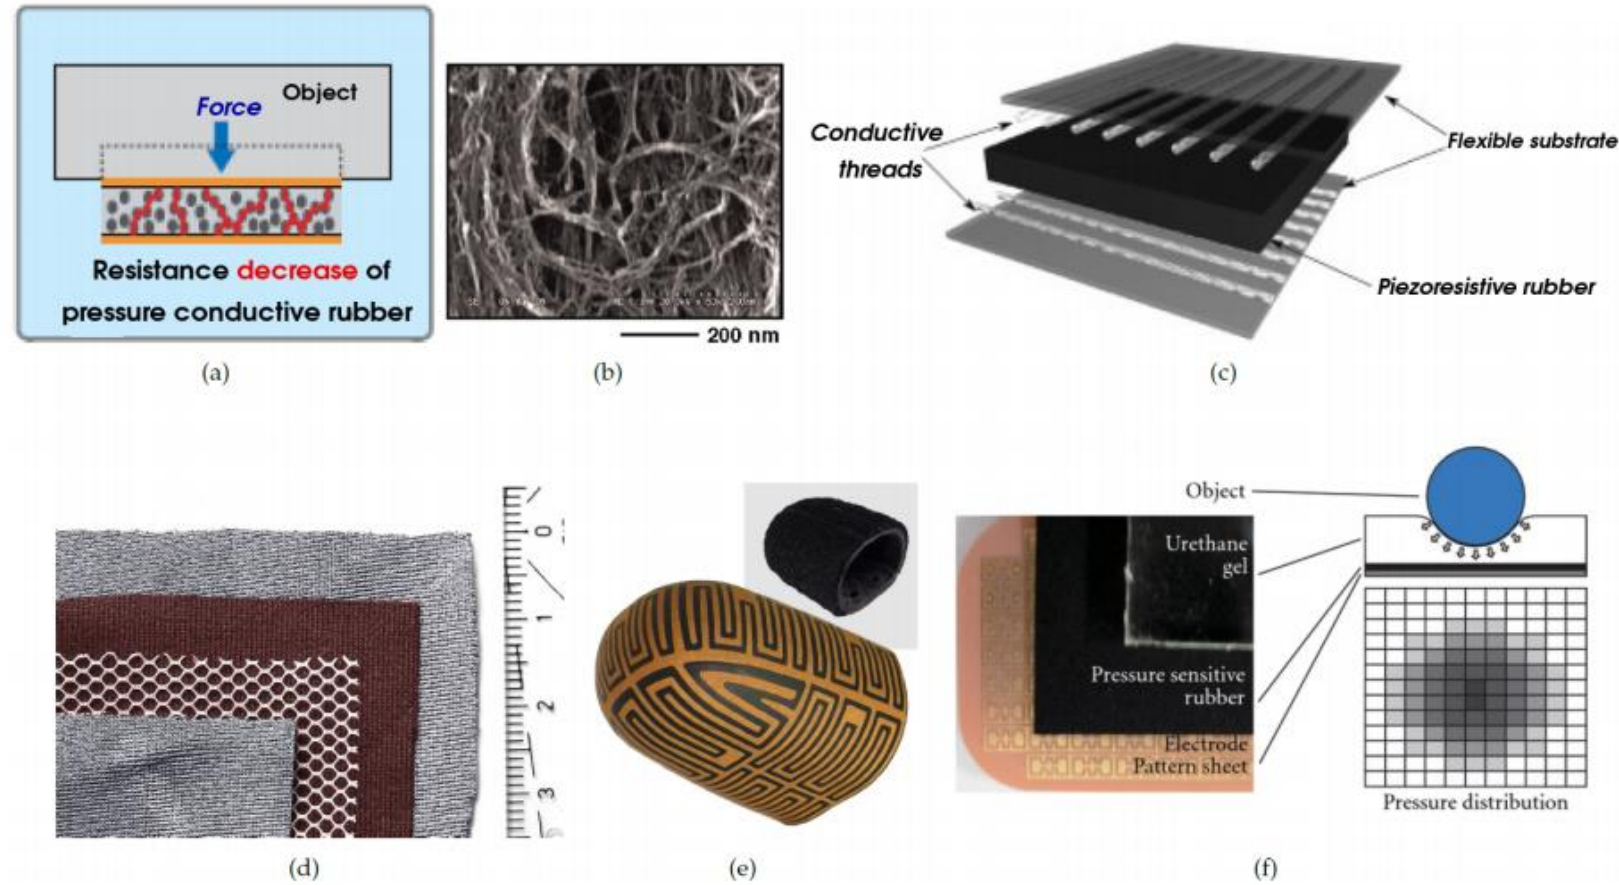 Object
Force
Resistance decrease of
pressure conductive rubber
(a)
200 nm
(b)
Conductive
threads
Flexible substrate
Piezoresistive rubber
(c)
0
1
2
3
(d)
(e)
Object
Urethane
gel
Pressure sensitive
rubber
Electrode
Pattern sheet
Pressure distribution
(f)